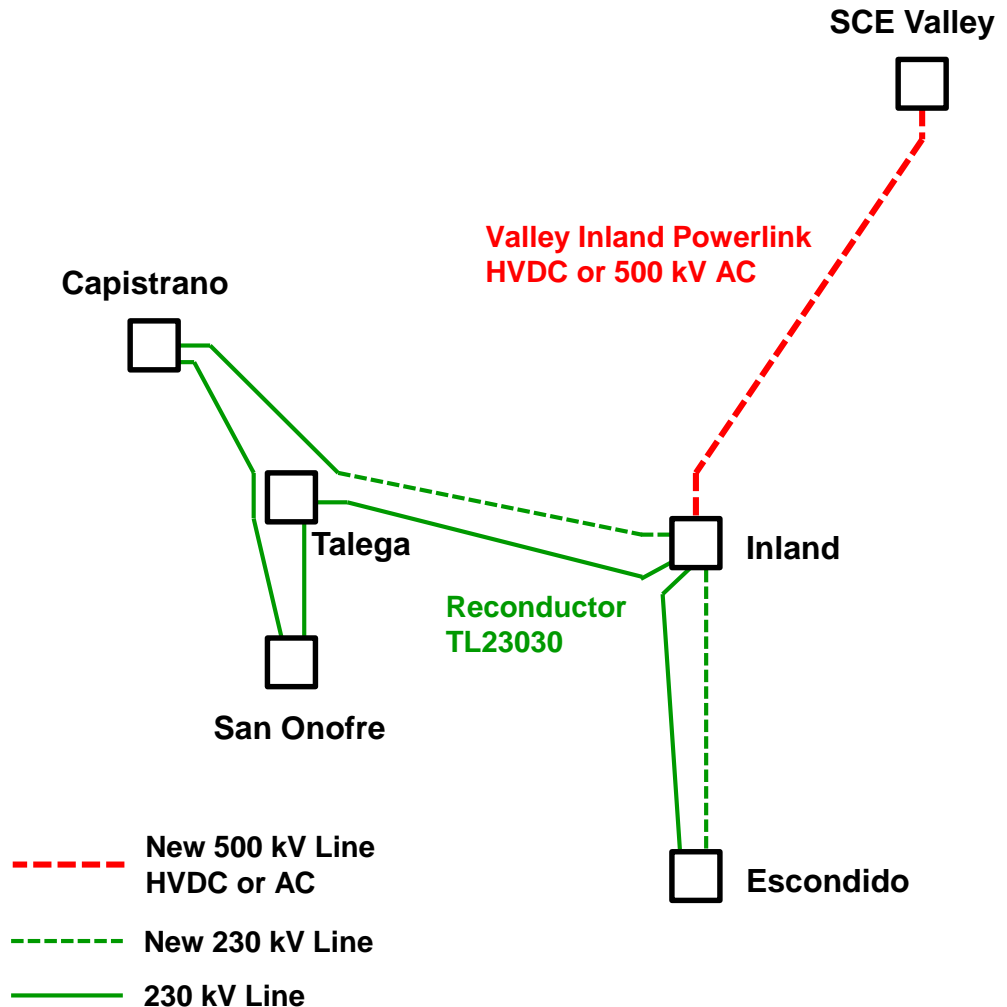 SCE Valley
Valley Inland Powerlink
HVDC or 500 kV AC
Capistrano
Talega
Inland
Reconductor
TL23030
San Onofre
Escondido
New 500 kV Line
HVDC or AC
New 230 kV Line
230 kV Line